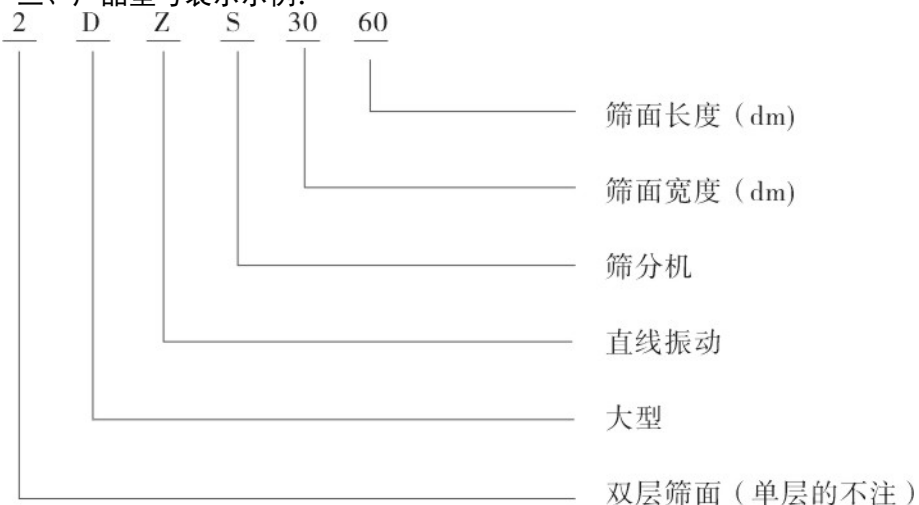 2 D Z S 30 60
筛面长度（dm)
筛面宽度（dm)
筛分机
直线振动
大型
双层筛面（单层的不注）